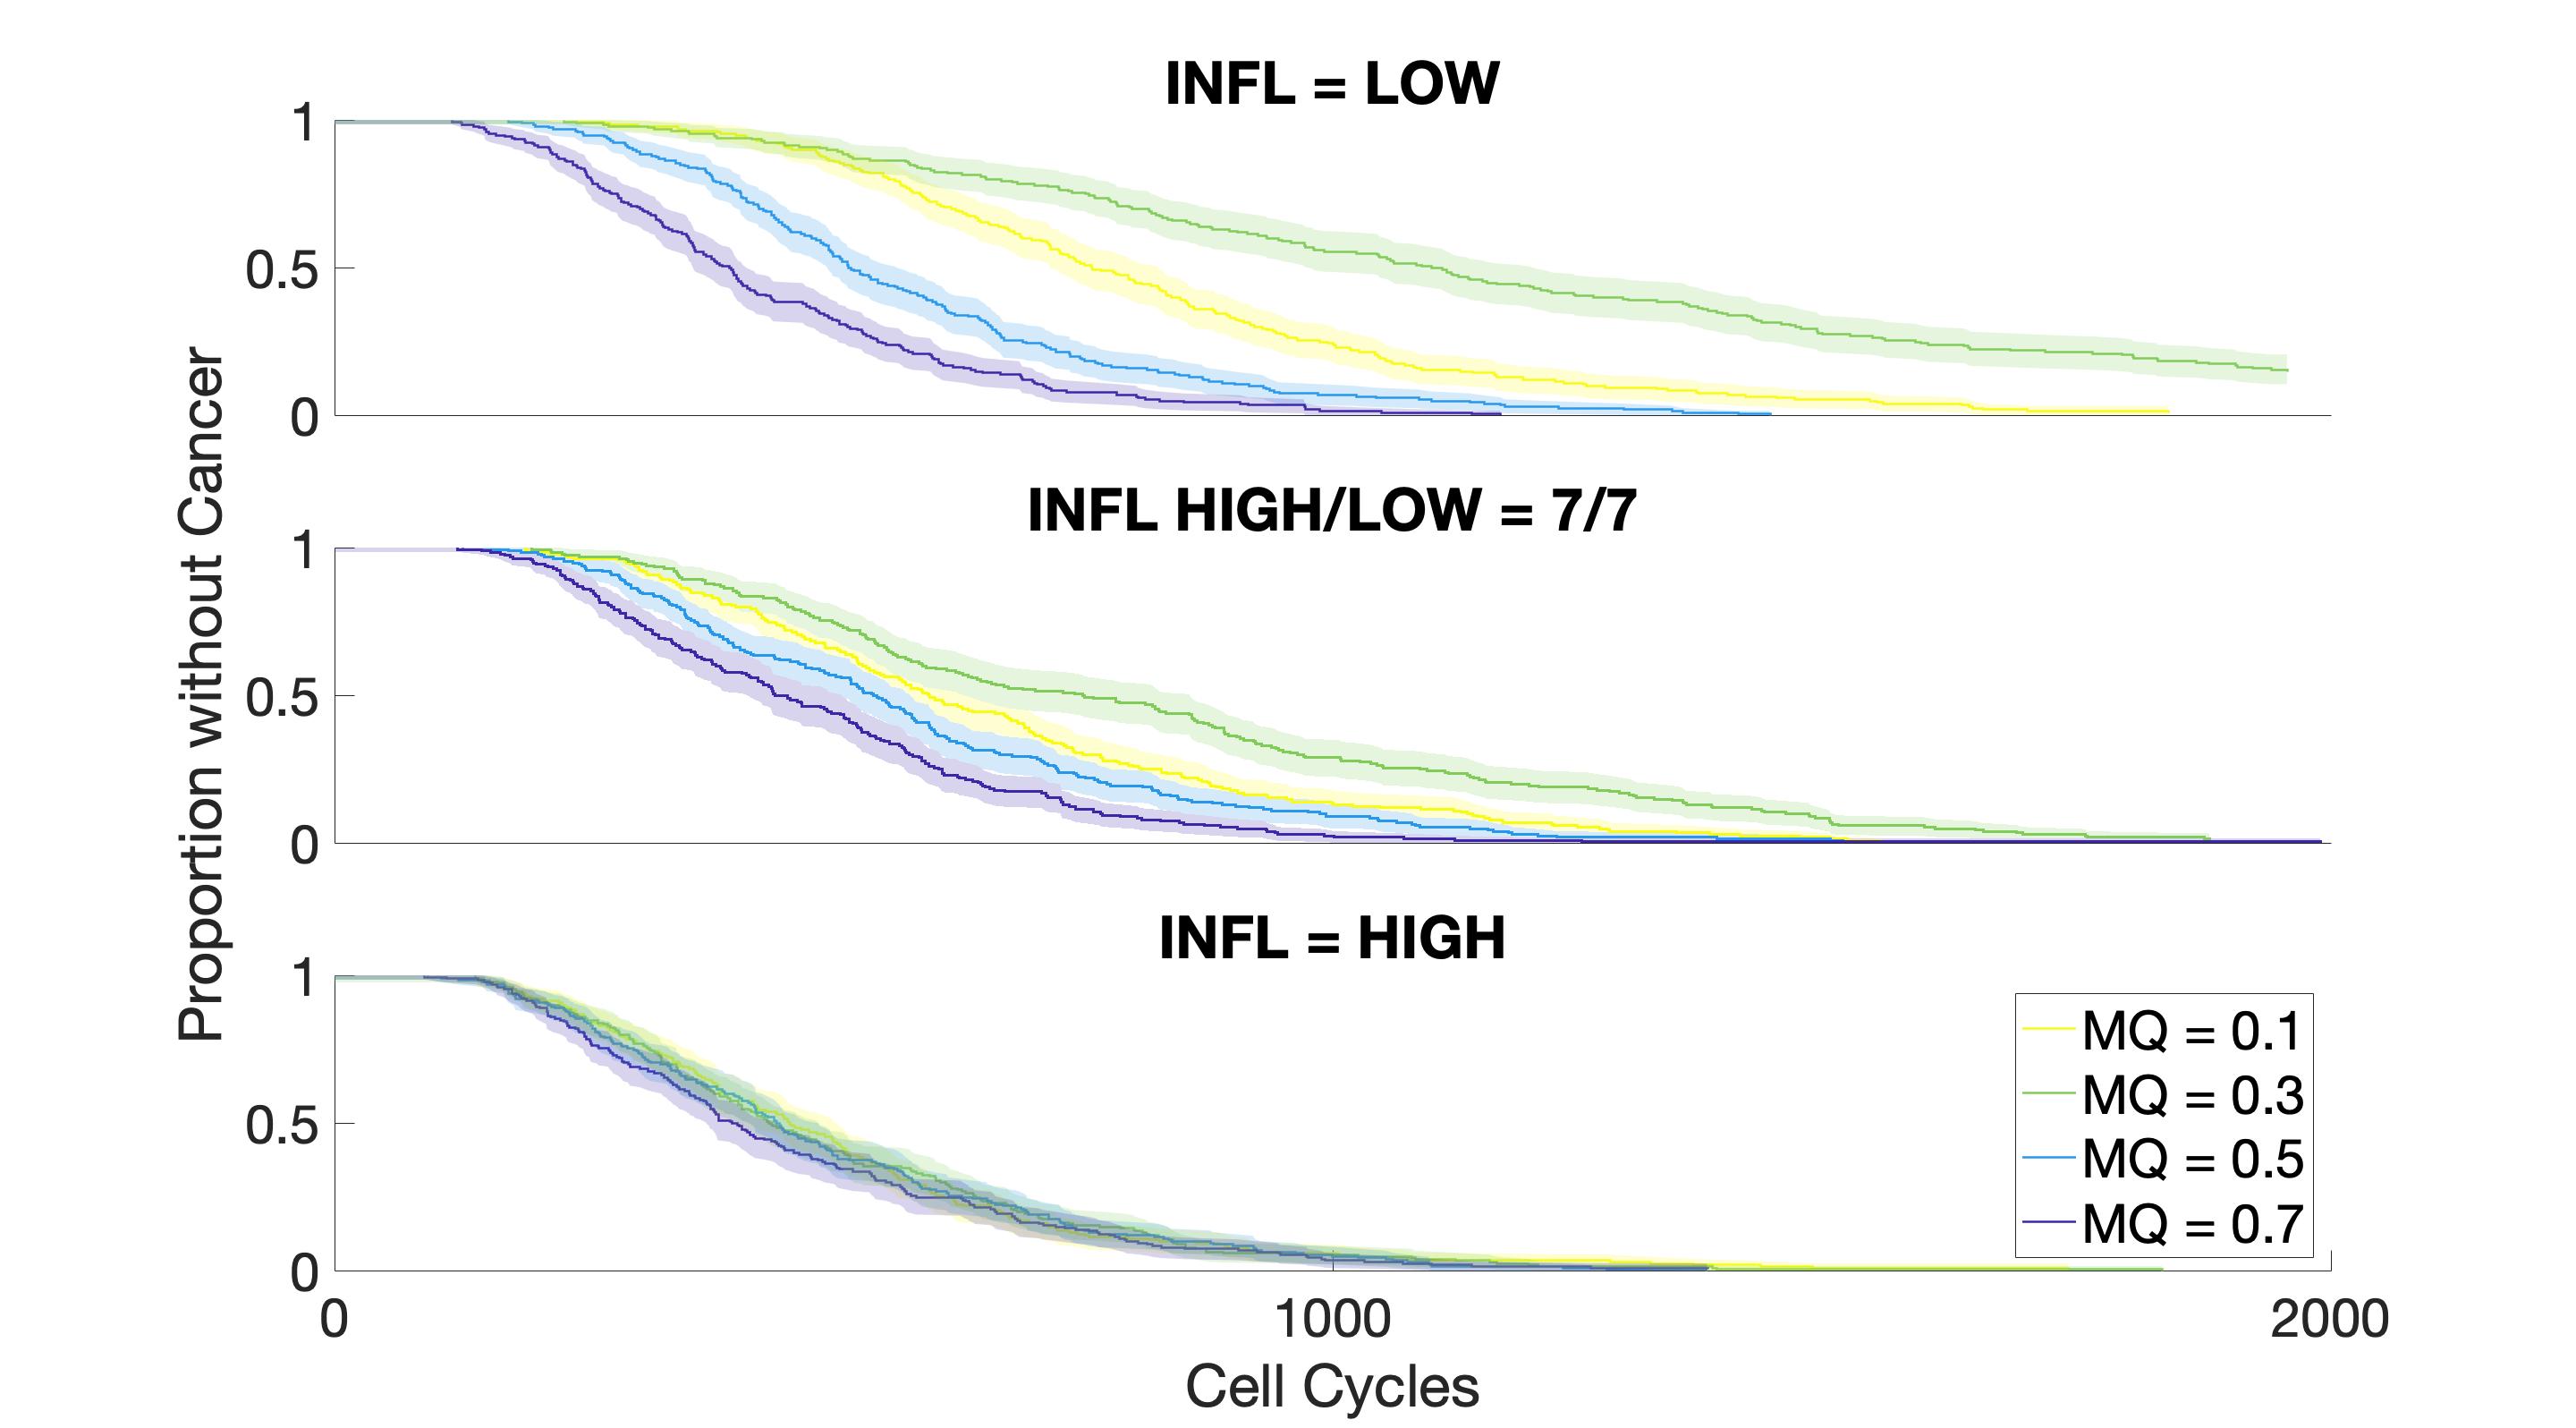 INFL = LOW
1
0.5
0
Proportion without Cancer
INFL HIGH/LOW = 7/7
1
0.5
0
INFL = HIGH
1
0.5
0
MQ = 0.1
MQ = 0.3
MQ = 0.5
MQ = 0.7
0 1000 2000
Cell Cycles